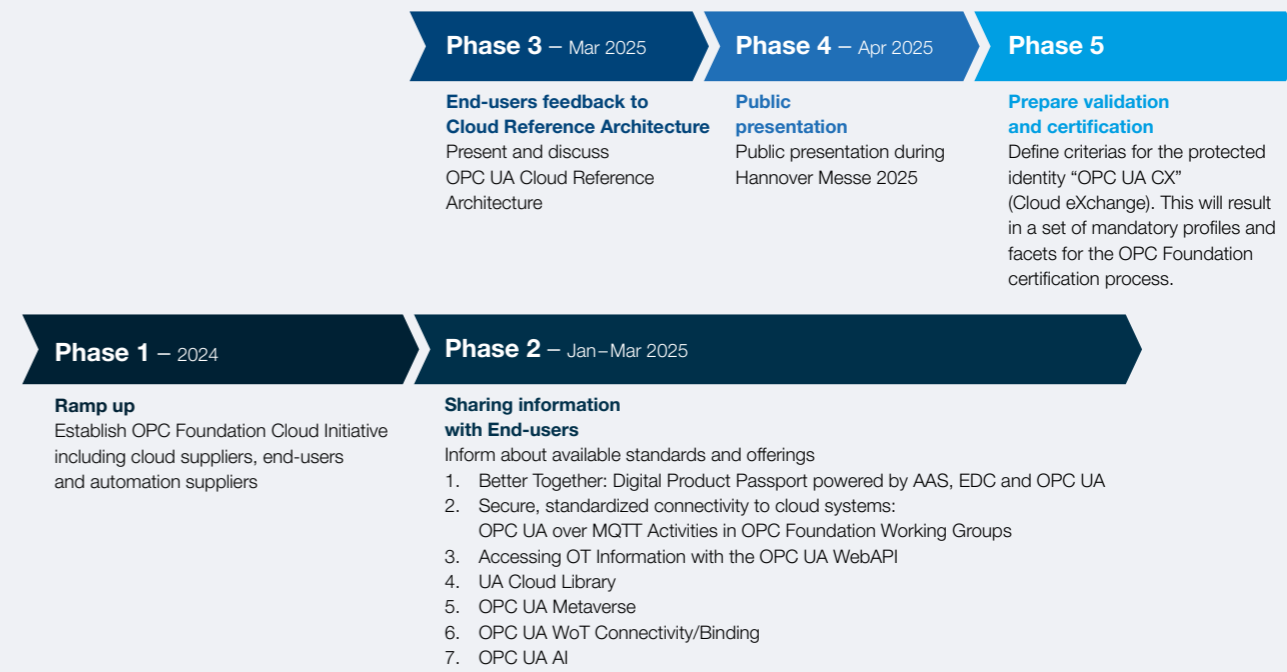 Phase 3 – Mar 2025
End-users feedback to
Cloud Reference Architecture
Present and discuss
OPC UA Cloud Reference
Architecture
Phase 4 – Apr 2025
Public
presentation
Public presentation during
Hannover Messe 2025
Phase 5
Prepare validation
and certification
Define criterias for the protected
identity “OPC UA CX”
(Cloud eXchange). This will result
in a set of mandatory profiles and
facets for the OPC Foundation
certification process.
Phase 1 – 2024
Ramp up
Establish OPC Foundation Cloud Initiative
including cloud suppliers, end-users
and automation suppliers
Phase 2 – Jan–Mar 2025
Sharing information
with End-users
Inform about available standards and offerings
1. Better Together: Digital Product Passport powered by AAS, EDC and OPC UA
2. Secure, standardized connectivity to cloud systems:
OPC UA over MQTT Activities in OPC Foundation Working Groups
3. Accessing OT Information with the OPC UA WebAPI
4. UA Cloud Library
5. OPC UA Metaverse
6. OPC UA WoT Connectivity/Binding
7. OPC UA AI